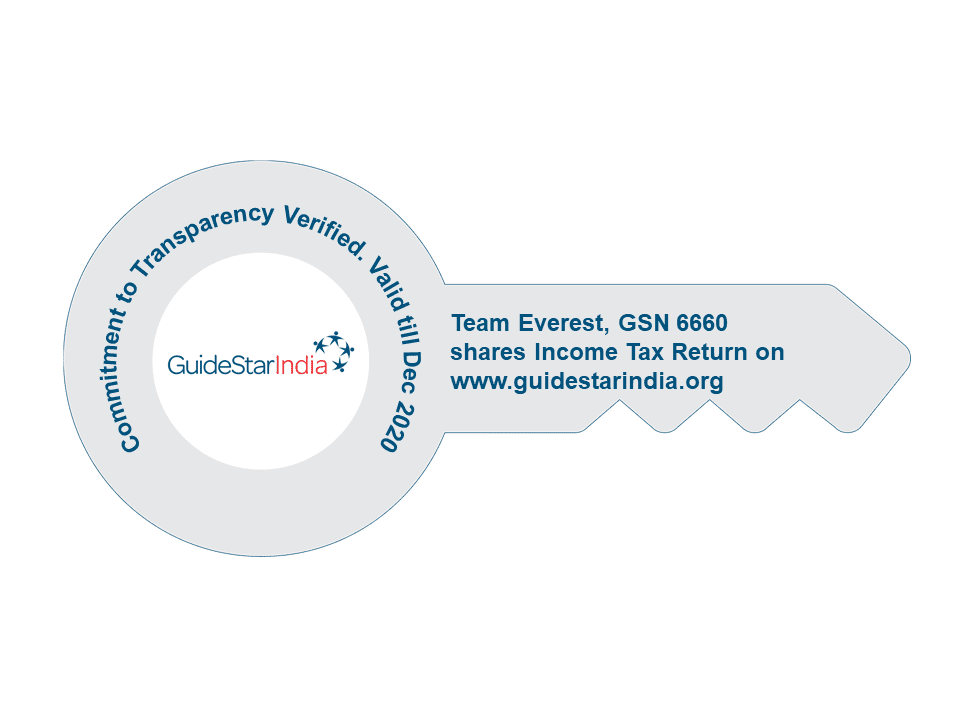 Commitment to Transparency Verified. Valid till Dec 2020
GuideStarIndia
Team Everest, GSN 6660
shares Income Tax Return on
www.guidestarindia.org